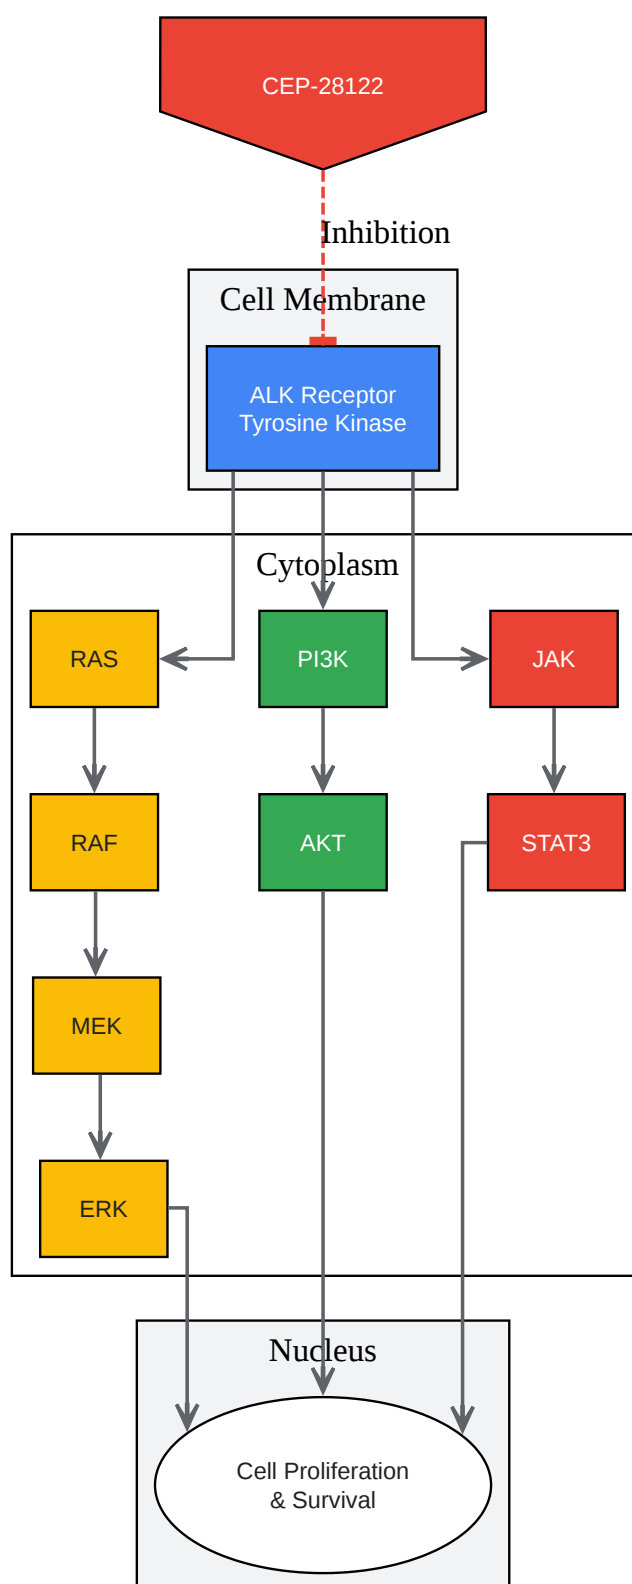 CEP-28122
Inhibition
Cell Membrane
ALK Receptor
Tyrosine Kinase
Cytoplasm
RAS
PI3K
JAK
RAF
AKT
STAT3
MEK
ERK
Nucleus
Cell Proliferation
& Survival